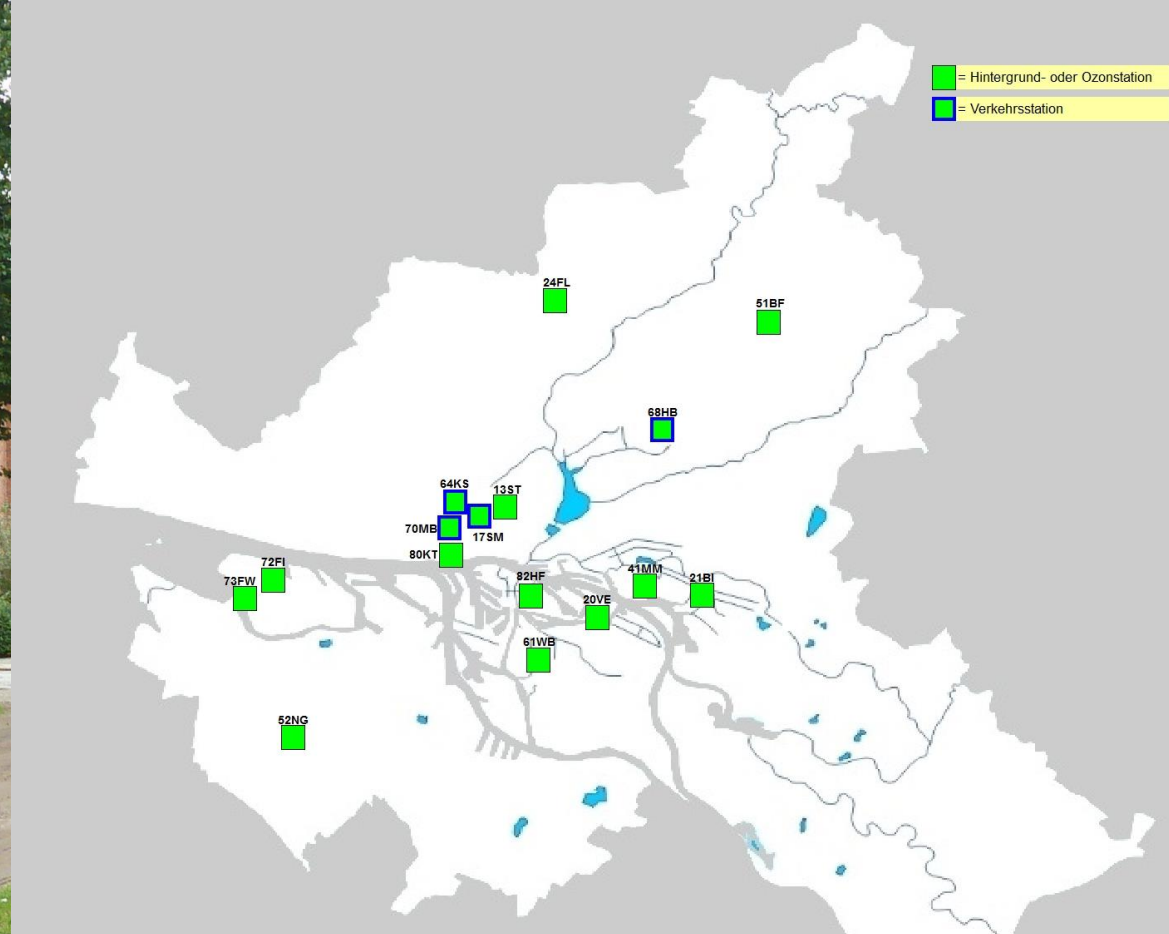 = Hintergrund- oder Ozonstation
= Verkehrsstation
24FL
51BF
68HB
64KS
13ST
70MB
17SM
80KT
72FI
73FW
82HF
41MM
21BI
20VE
61WB
52NG